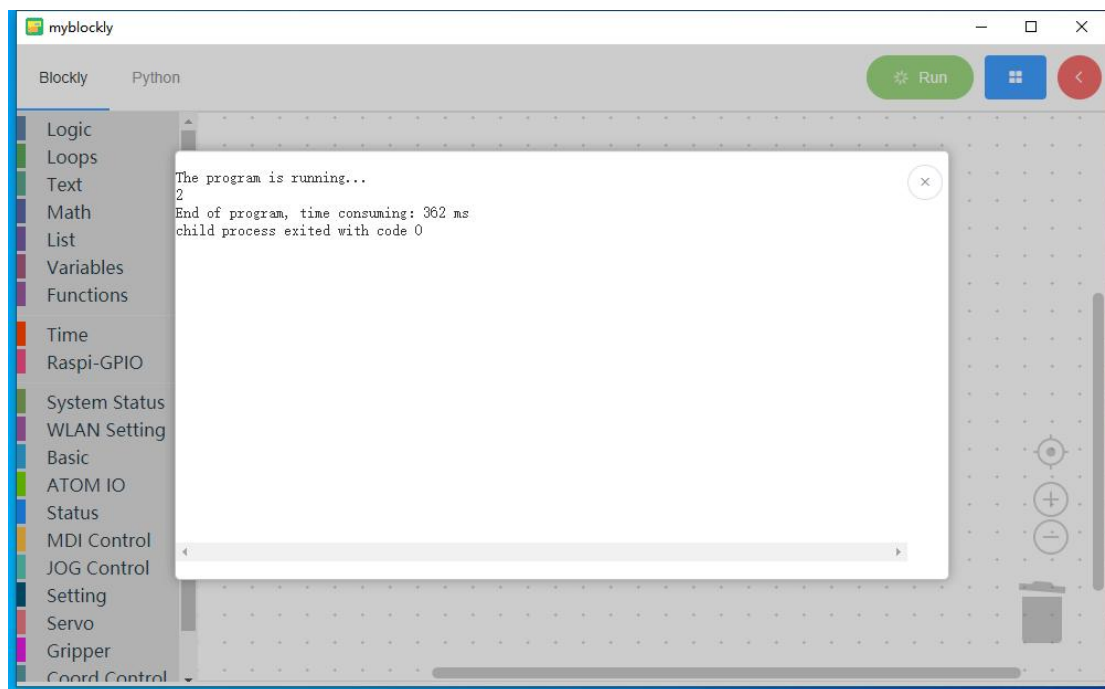 myblockly
Blockly
Python
Run
Logic
Loops
Text
Math
List
Variables
Functions
Time
Raspi-GPIO
System Status
WLAN Setting
Basic
ATOM IO
Status
MDI Control
JOG Control
Setting
Servo
Gripper
Coord Control
The program is running...
2
End of program, time consuming: 362 ms
child process exited with code 0